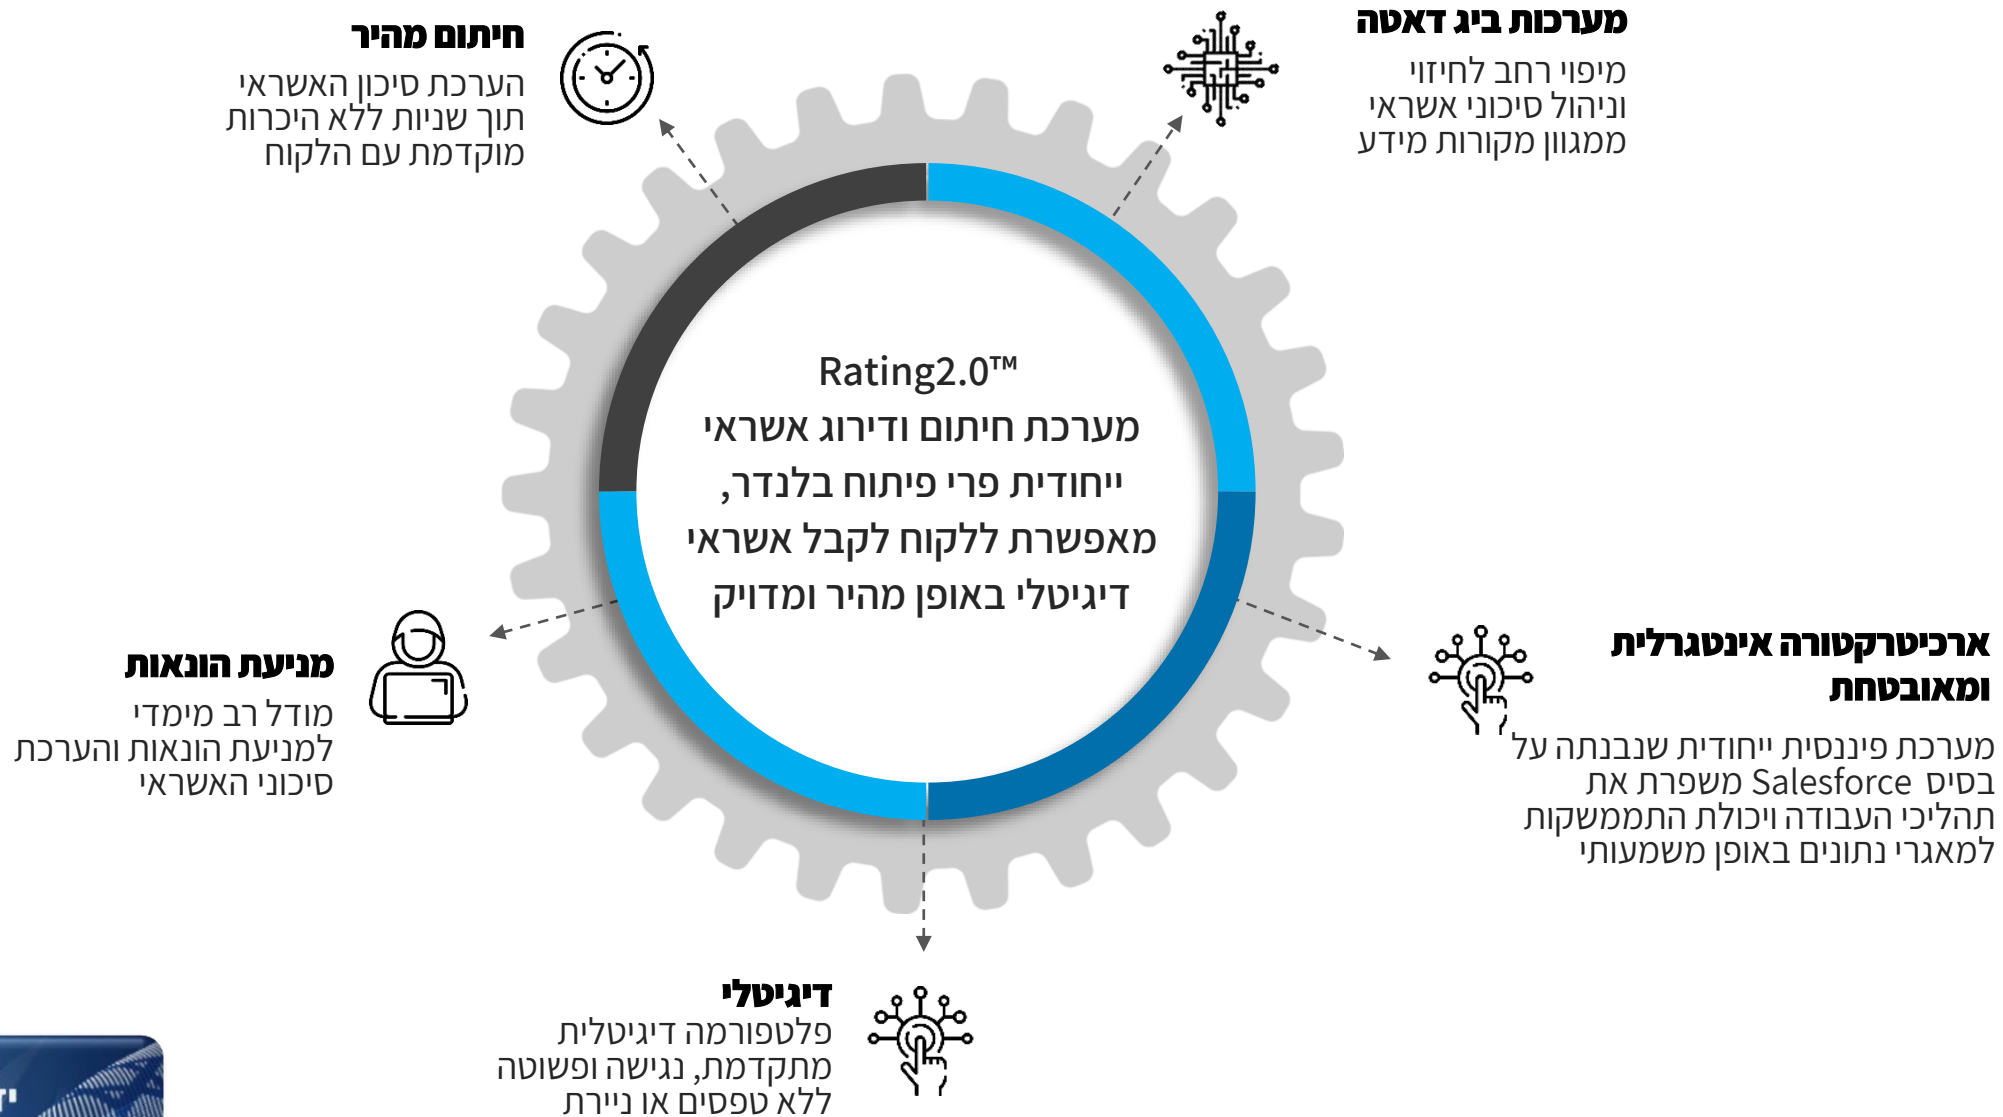 מערכות ביג דאטה
מיפוי רחב לחיזוי
וניהול סיכוני אשראי
ממגוון מקורות מידע
חיתום מהיר
הערכת סיכון האשראי
תוך שניות ללא היכרות
מוקדמת עם הלקוח
Rating2.0™
מערכת חיתום ודירוג אשראי
ייחודית פרי פיתוח בלנדר,
מאפשרת ללקוח לקבל אשראי
דיגיטלי באופן מהיר ומדויק
ארכיטרקטורה אינטגרלית
ומאובטחת
מערכת פיננסית ייחודית שנבנתה על
בסיס Salesforce משפרת את
תהליכי העבודה ויכולת התממשקות
למאגרי נתונים באופן משמעותי
מניעת הונאות
מודל רב מימדי
למניעת הונאות והערכת
סיכוני האשראי
דיגיטלי
פלטפורמה דיגיטלית
מתקדמת, נגישה ופשוטה
ללא טפסים או ניירת